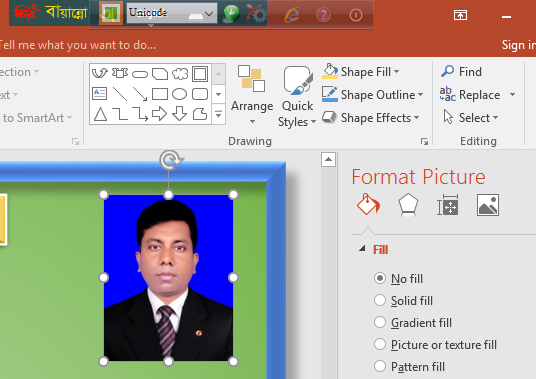 বায়ান্নো Unicode
Tell me what you want to do...
Sign in
ection
ext
to SmartArt
Arrange
Quick
Styles
Shape Fill
Shape Outline
Shape Effects
Find
Replace
Select
Drawing
Editing
Format Picture
Fill
No fill
Solid fill
Gradient fill
Picture or texture fill
Pattern fill